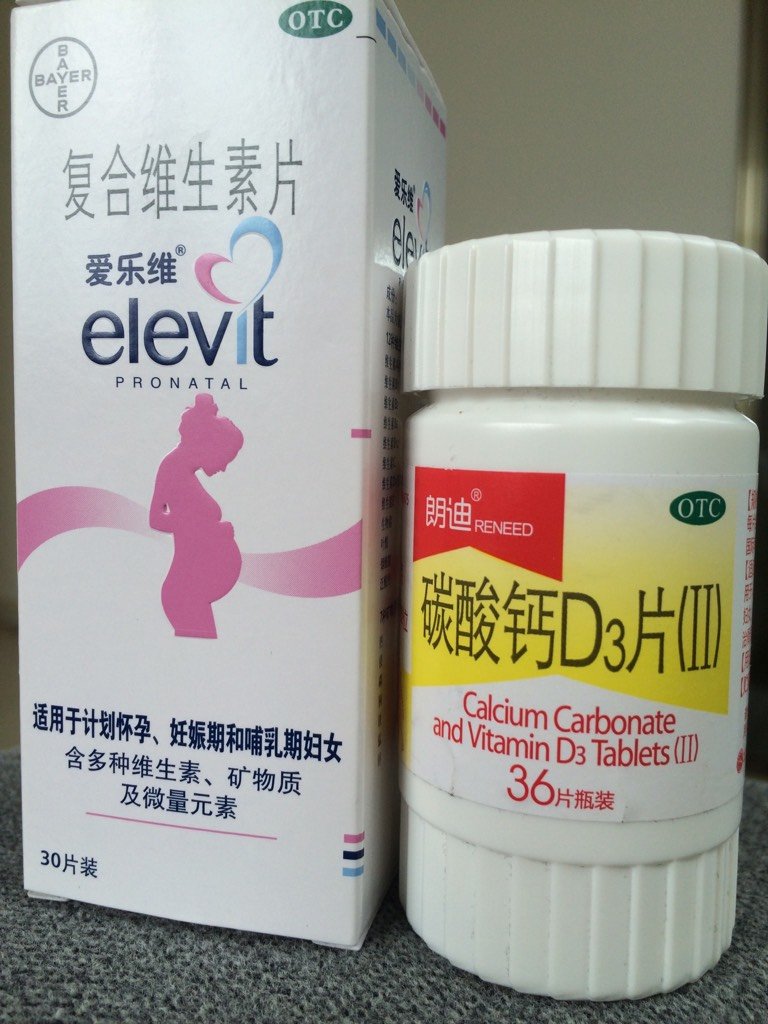 OTC
BAYER
BAYER
复合维生素片
爱乐维®
elevit
PRONATAL
适用于计划怀孕、妊娠期和哺乳期妇女
含多种维生素、矿物质
及微量元素
30片装
爱乐维
朗迪®
RENEED
OTC
碳酸钙D3片(II)
Calcium Carbonate
and Vitamin D3 Tablets (II)
36片瓶装